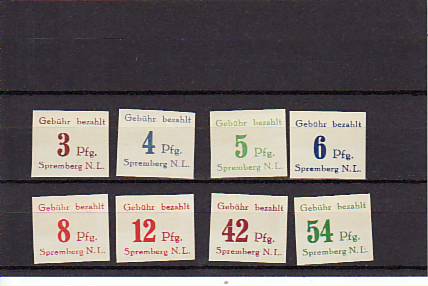 Gebühr bezahlt
3 Pfg.
Spremberg N.L.
Gebühr bezahlt
4 Pfg.
Spremberg N.L.
Gebühr bezahlt
5 Pfg.
Spremberg N.L.
Gebühr bezahlt
6 Pfg.
Spremberg N.L.
Gebühr bezahlt
8 Pfg.
Spremberg N.L.
Gebühr bezahlt
12 Pfg.
Spremberg N.L.
Gebühr bezahlt
42 Pfg.
Spremberg N.L.
Gebühr bezahlt
54 Pfg.
Spremberg N.L.